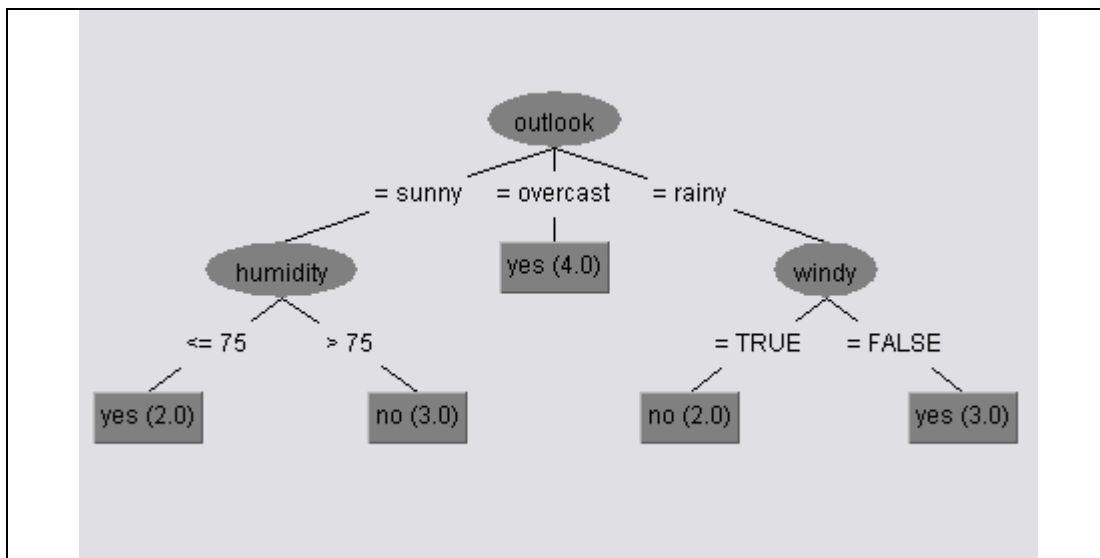 outlook
= sunny
= overcast
= rainy
humidity
yes (4.0)
windy
<= 75
> 75
= TRUE
= FALSE
yes (2.0)
no (3.0)
no (2.0)
yes (3.0)